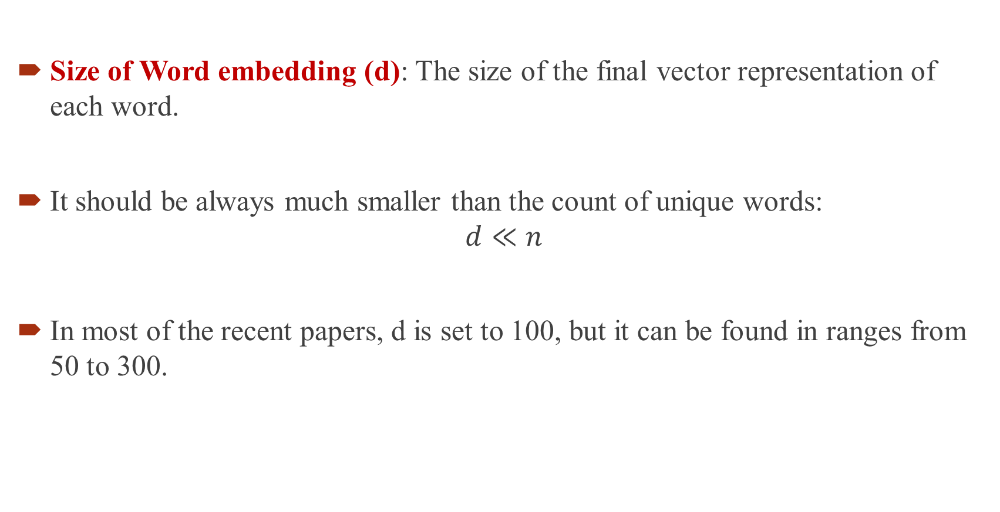 Size of Word embedding (d): The size of the final vector representation of
each word.
It should be always much smaller than the count of unique words:
d ≪ n
In most of the recent papers, d is set to 100, but it can be found in ranges from
50 to 300.